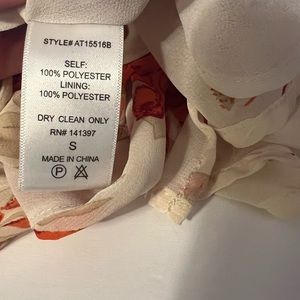 STYLE# AT15516B
SELF:
100% POLYESTER
LINING:
100% POLYESTER
DRY CLEAN ONLY
RN# 141397
S
MADE IN CHINA
P